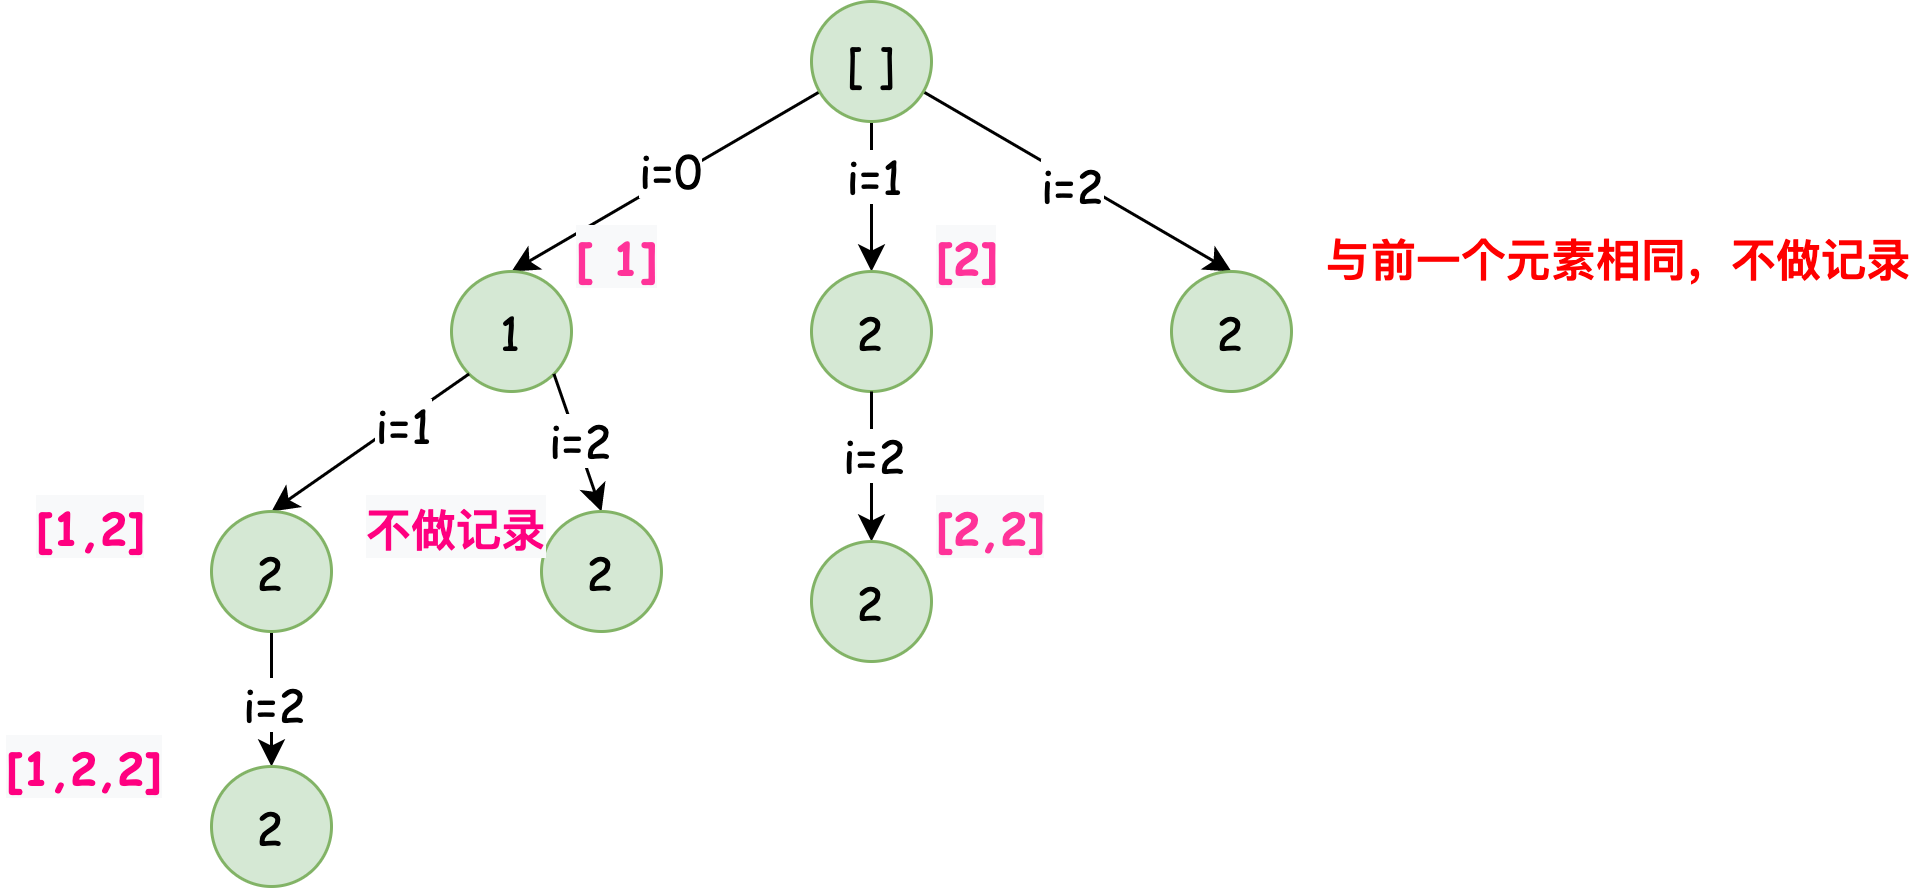 [ ]
i=0
i=1
i=2
[ 1]
[2]
与前一个元素相同，不做记录
1
2
2
i=1
i=2
i=2
[1,2]
不做记录
[2,2]
2
2
2
i=2
[1,2,2]
2